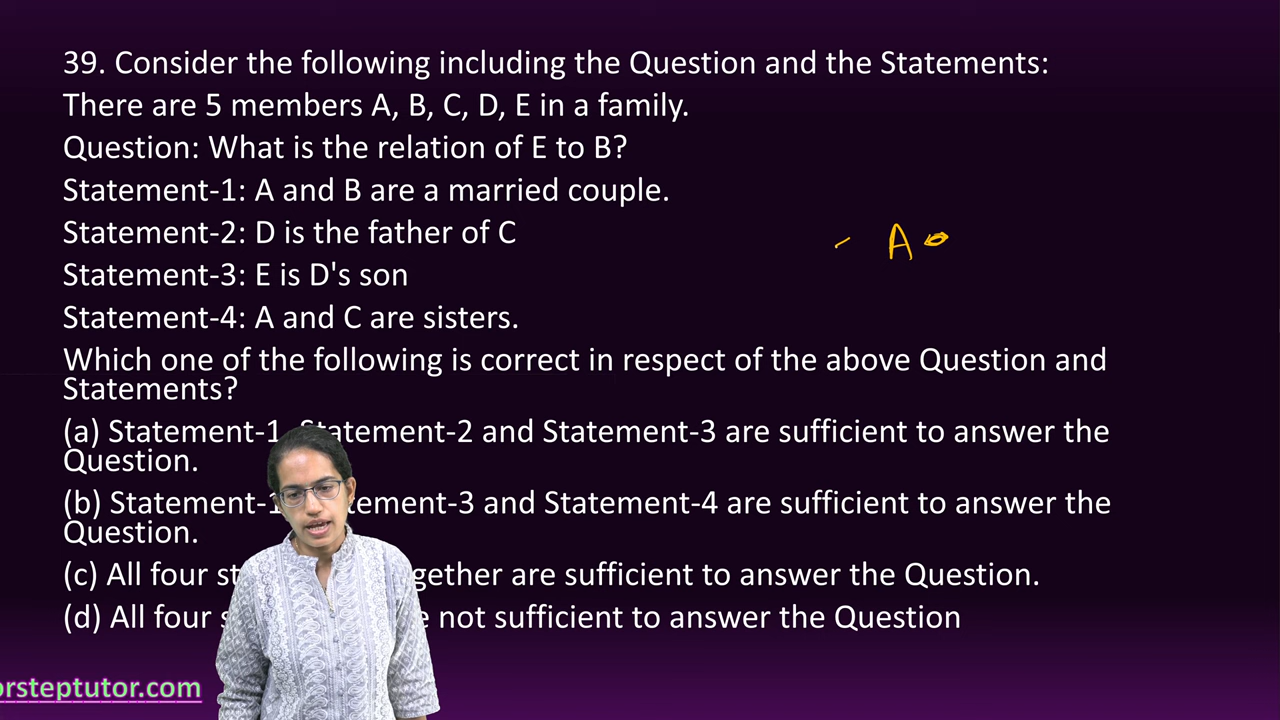 39. Consider the following including the Question and the Statements:
There are 5 members A, B, C, D, E in a family.
Question: What is the relation of E to B?
Statement-1: A and B are a married couple.
Statement-2: D is the father of C
Statement-3: E is D's son
A
Statement-4: A and C are sisters.
Which one of the following is correct in respect of the above Question and
Statements?
(a) Statement-1, Statement-2 and Statement-3 are sufficient to answer the
Question.
(b) Statement-1 Statement-3 and Statement-4 are sufficient to answer the
Question.
(c) All four together are sufficient to answer the Question.
(d) All four not sufficient to answer the Question
orsteptutor.com